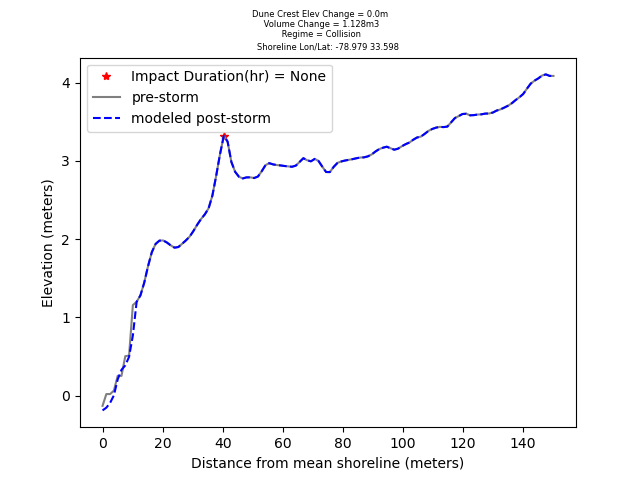 Dune Crest Elev Change = 0.0m
Volume Change = 1.128m3
Regime = Collision
Shoreline Lon/Lat: -78.979 33.598
Impact Duration(hr) = None
pre-storm
modeled post-storm
4
3
2
1
0
Elevation (meters)
0 20 40 60 80 100 120 140
Distance from mean shoreline (meters)